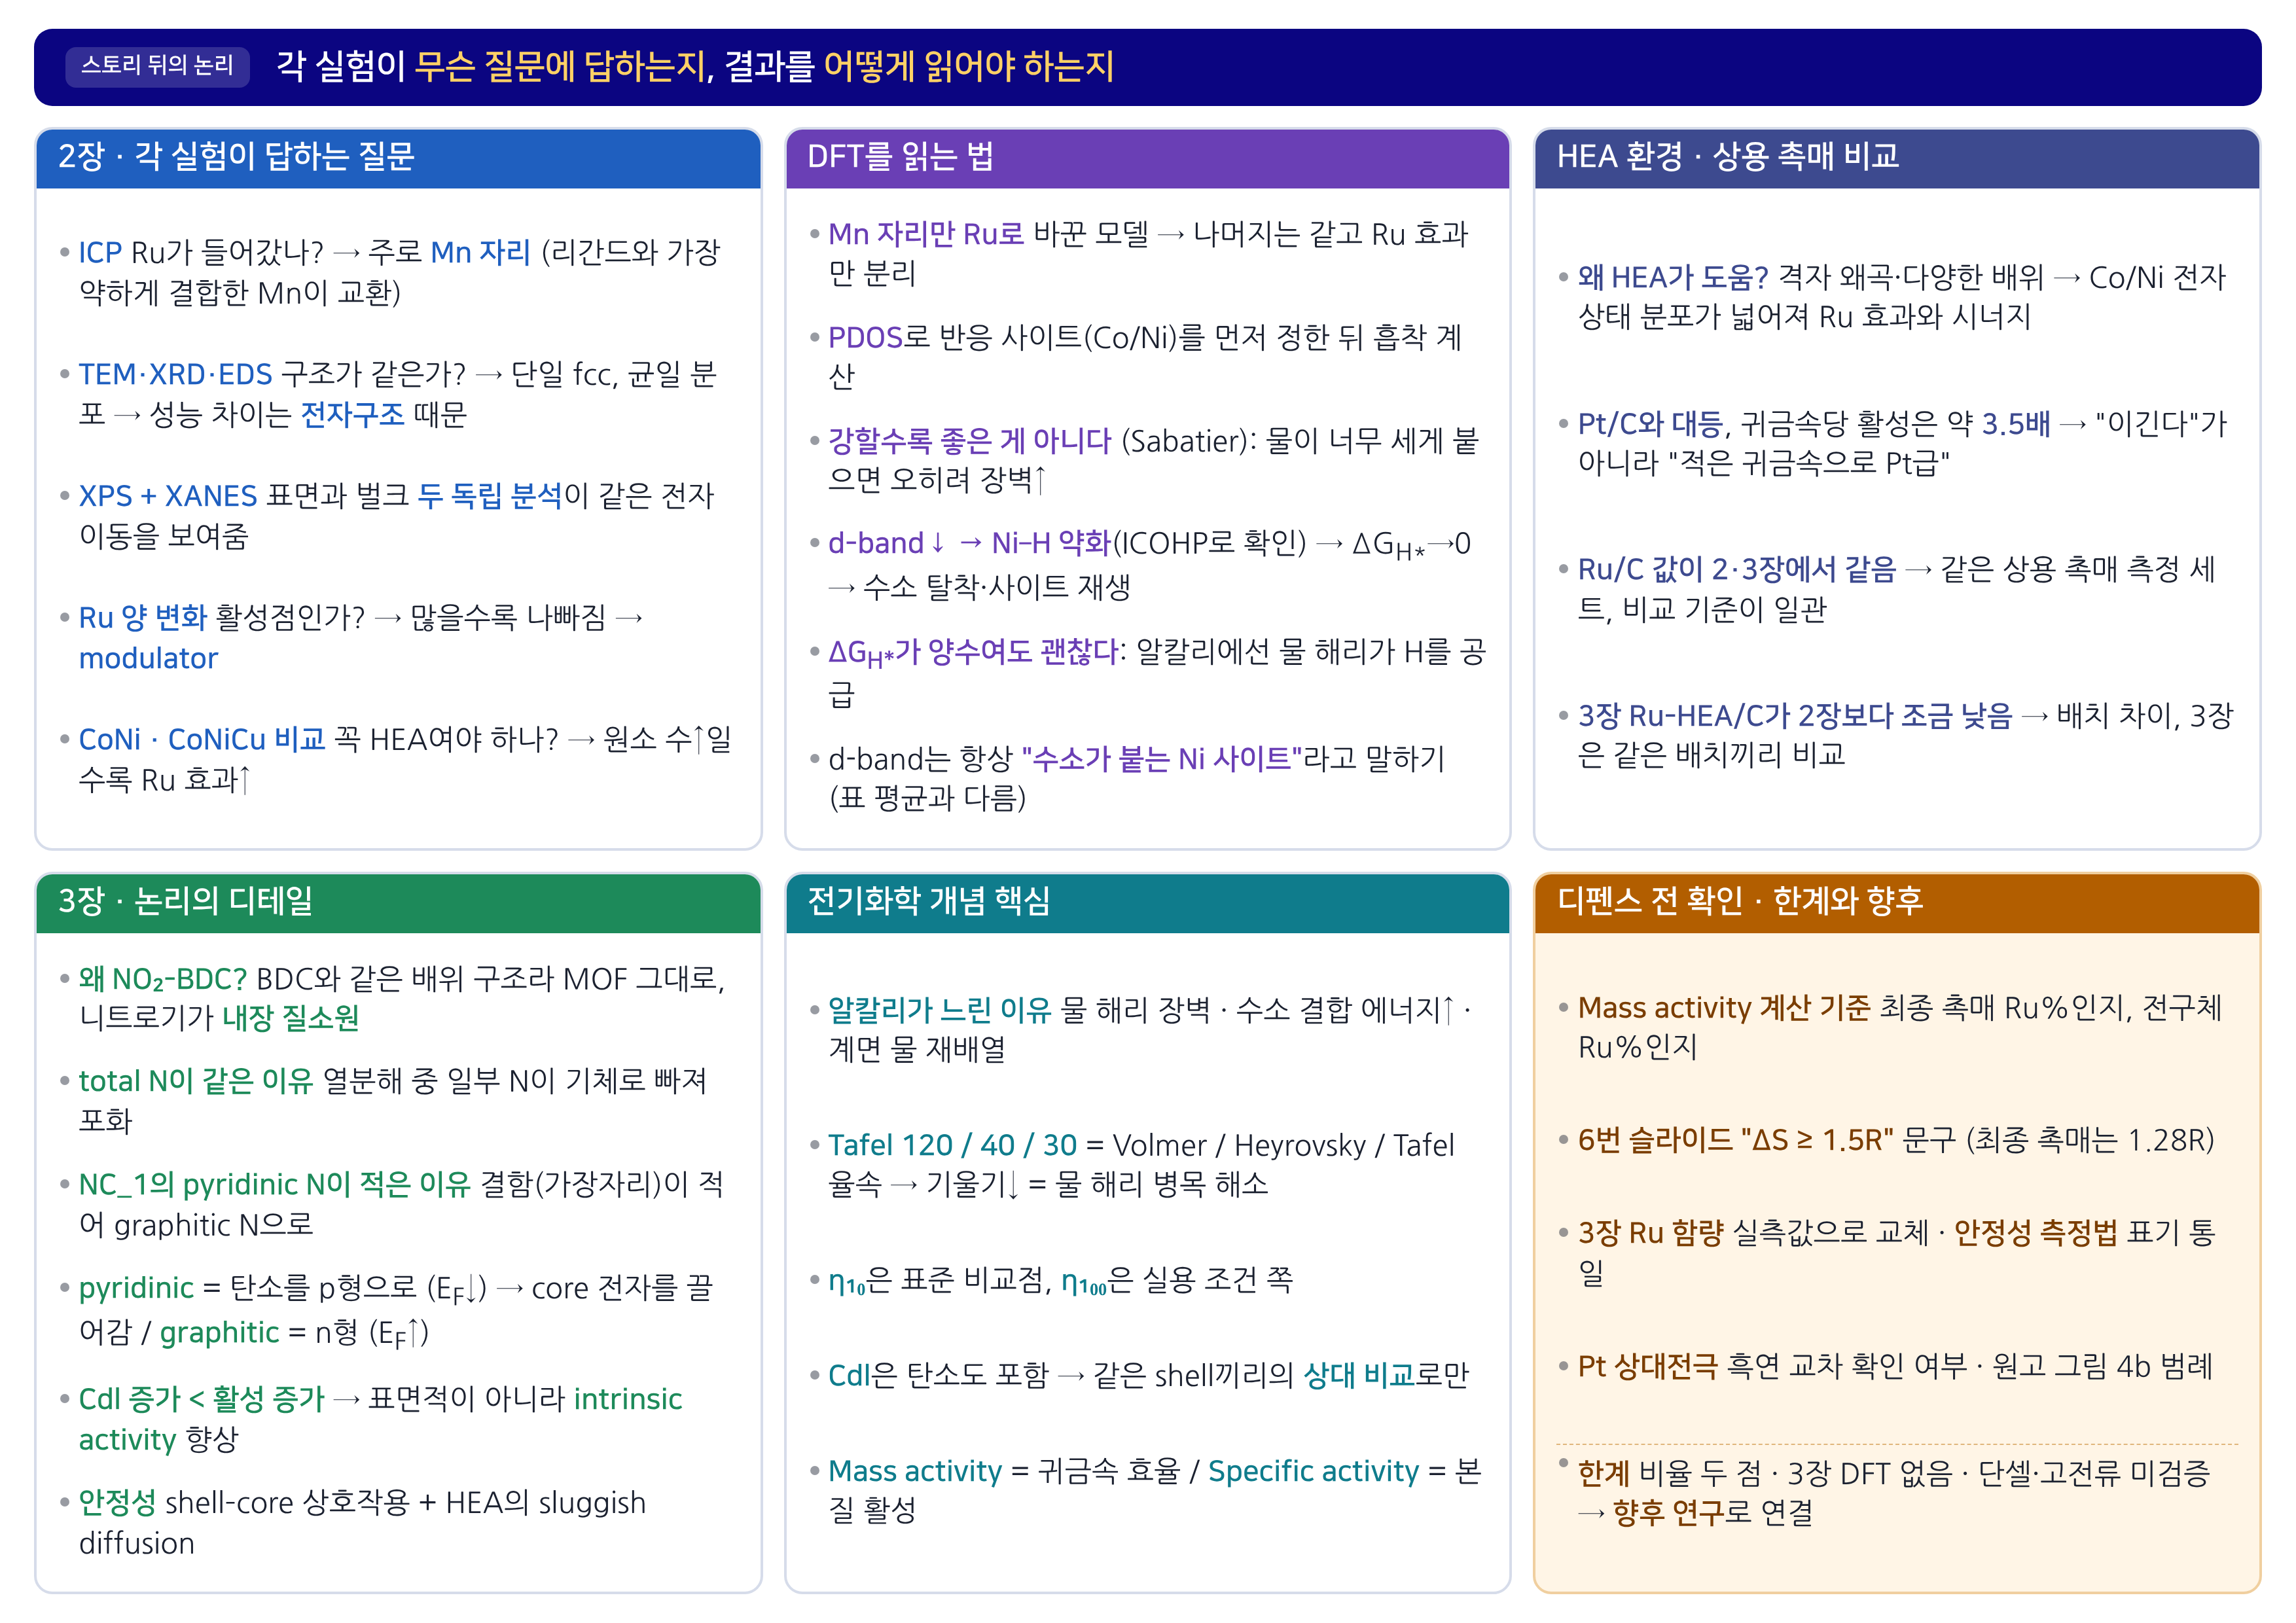 스토리 뒤의 논리 각 실험이 무슨 질문에 답하는지, 결과를 어떻게 읽어야 하는지
2장 · 각 실험이 답하는 질문
• ICP Ru가 들어갔나? → 주로 Mn 자리 (리간드와 가장
약하게 결합한 Mn이 교환)
• TEM·XRD·EDS 구조가 같은가? → 단일 fcc, 균일 분
포 → 성능 차이는 전자구조 때문
• XPS + XANES 표면과 벌크 두 독립 분석이 같은 전자
이동을 보여줌
• Ru 양 변화 활성점인가? → 많을수록 나빠짐 →
modulator
• CoNi · CoNiCu 비교 꼭 HEA여야 하나? → 원소 수↑일
수록 Ru 효과↑
DFT를 읽는 법
• Mn 자리만 Ru로 바꾼 모델 → 나머지는 같고 Ru 효과
만 분리
• PDOS로 반응 사이트(Co/Ni)를 먼저 정한 뒤 흡착 계
산
• 강할수록 좋은 게 아니다 (Sabatier): 물이 너무 세게 붙
으면 오히려 장벽↑
• d-band↓ → Ni–H 약화(ICOHP로 확인) → ΔG_H*→0
→ 수소 탈착·사이트 재생
• ΔG_H*가 양수여도 괜찮다: 알칼리에선 물 해리가 H를 공
급
• d-band는 항상 "수소가 붙는 Ni 사이트"라고 말하기
(표 평균과 다름)
HEA 환경 · 상용 촉매 비교
• 왜 HEA가 도움? 격자 왜곡·다양한 배위 → Co/Ni 전자
상태 분포가 넓어져 Ru 효과와 시너지
• Pt/C와 대등, 귀금속당 활성은 약 3.5배 → "이긴다"가
아니라 "적은 귀금속으로 Pt급"
• Ru/C 값이 2·3장에서 같음 → 같은 상용 촉매 측정 세
트, 비교 기준이 일관
• 3장 Ru-HEA/C가 2장보다 조금 낮음 → 배치 차이, 3장
은 같은 배치끼리 비교
3장 · 논리의 디테일
• 왜 NO₂-BDC? BDC와 같은 배위 구조라 MOF 그대로,
니트로기가 내장 질소원
• total N이 같은 이유 열분해 중 일부 N이 기체로 빠져
포화
• NC_1의 pyridinic N이 적은 이유 결함(가장자리)이 적
어 graphitic N으로
• pyridinic = 탄소를 p형으로 (E_F↓) → core 전자를 끌
어감 / graphitic = n형 (E_F↑)
• Cdl 증가 < 활성 증가 → 표면적이 아니라 intrinsic
activity 향상
• 안정성 shell-core 상호작용 + HEA의 sluggish
diffusion
전기화학 개념 핵심
• 알칼리가 느린 이유 물 해리 장벽 · 수소 결합 에너지↑ ·
계면 물 재배열
• Tafel 120 / 40 / 30 = Volmer / Heyrovsky / Tafel
율속 → 기울기↓ = 물 해리 병목 해소
• η₁₀은 표준 비교점, η₁₀₀은 실용 조건 쪽
• Cdl은 탄소도 포함 → 같은 shell끼리의 상대 비교로만
• Mass activity = 귀금속 효율 / Specific activity = 본
질 활성
디펜스 전 확인 · 한계와 향후
• Mass activity 계산 기준 최종 촉매 Ru%인지, 전구체
Ru%인지
• 6번 슬라이드 "ΔS ≥ 1.5R" 문구 (최종 촉매는 1.28R)
• 3장 Ru 함량 실측값으로 교체 · 안정성 측정법 표기 통
일
• Pt 상대전극 흑연 교차 확인 여부 · 원고 그림 4b 범례
• 한계 비율 두 점 · 3장 DFT 없음 · 단셀·고전류 미검증
→ 향후 연구로 연결